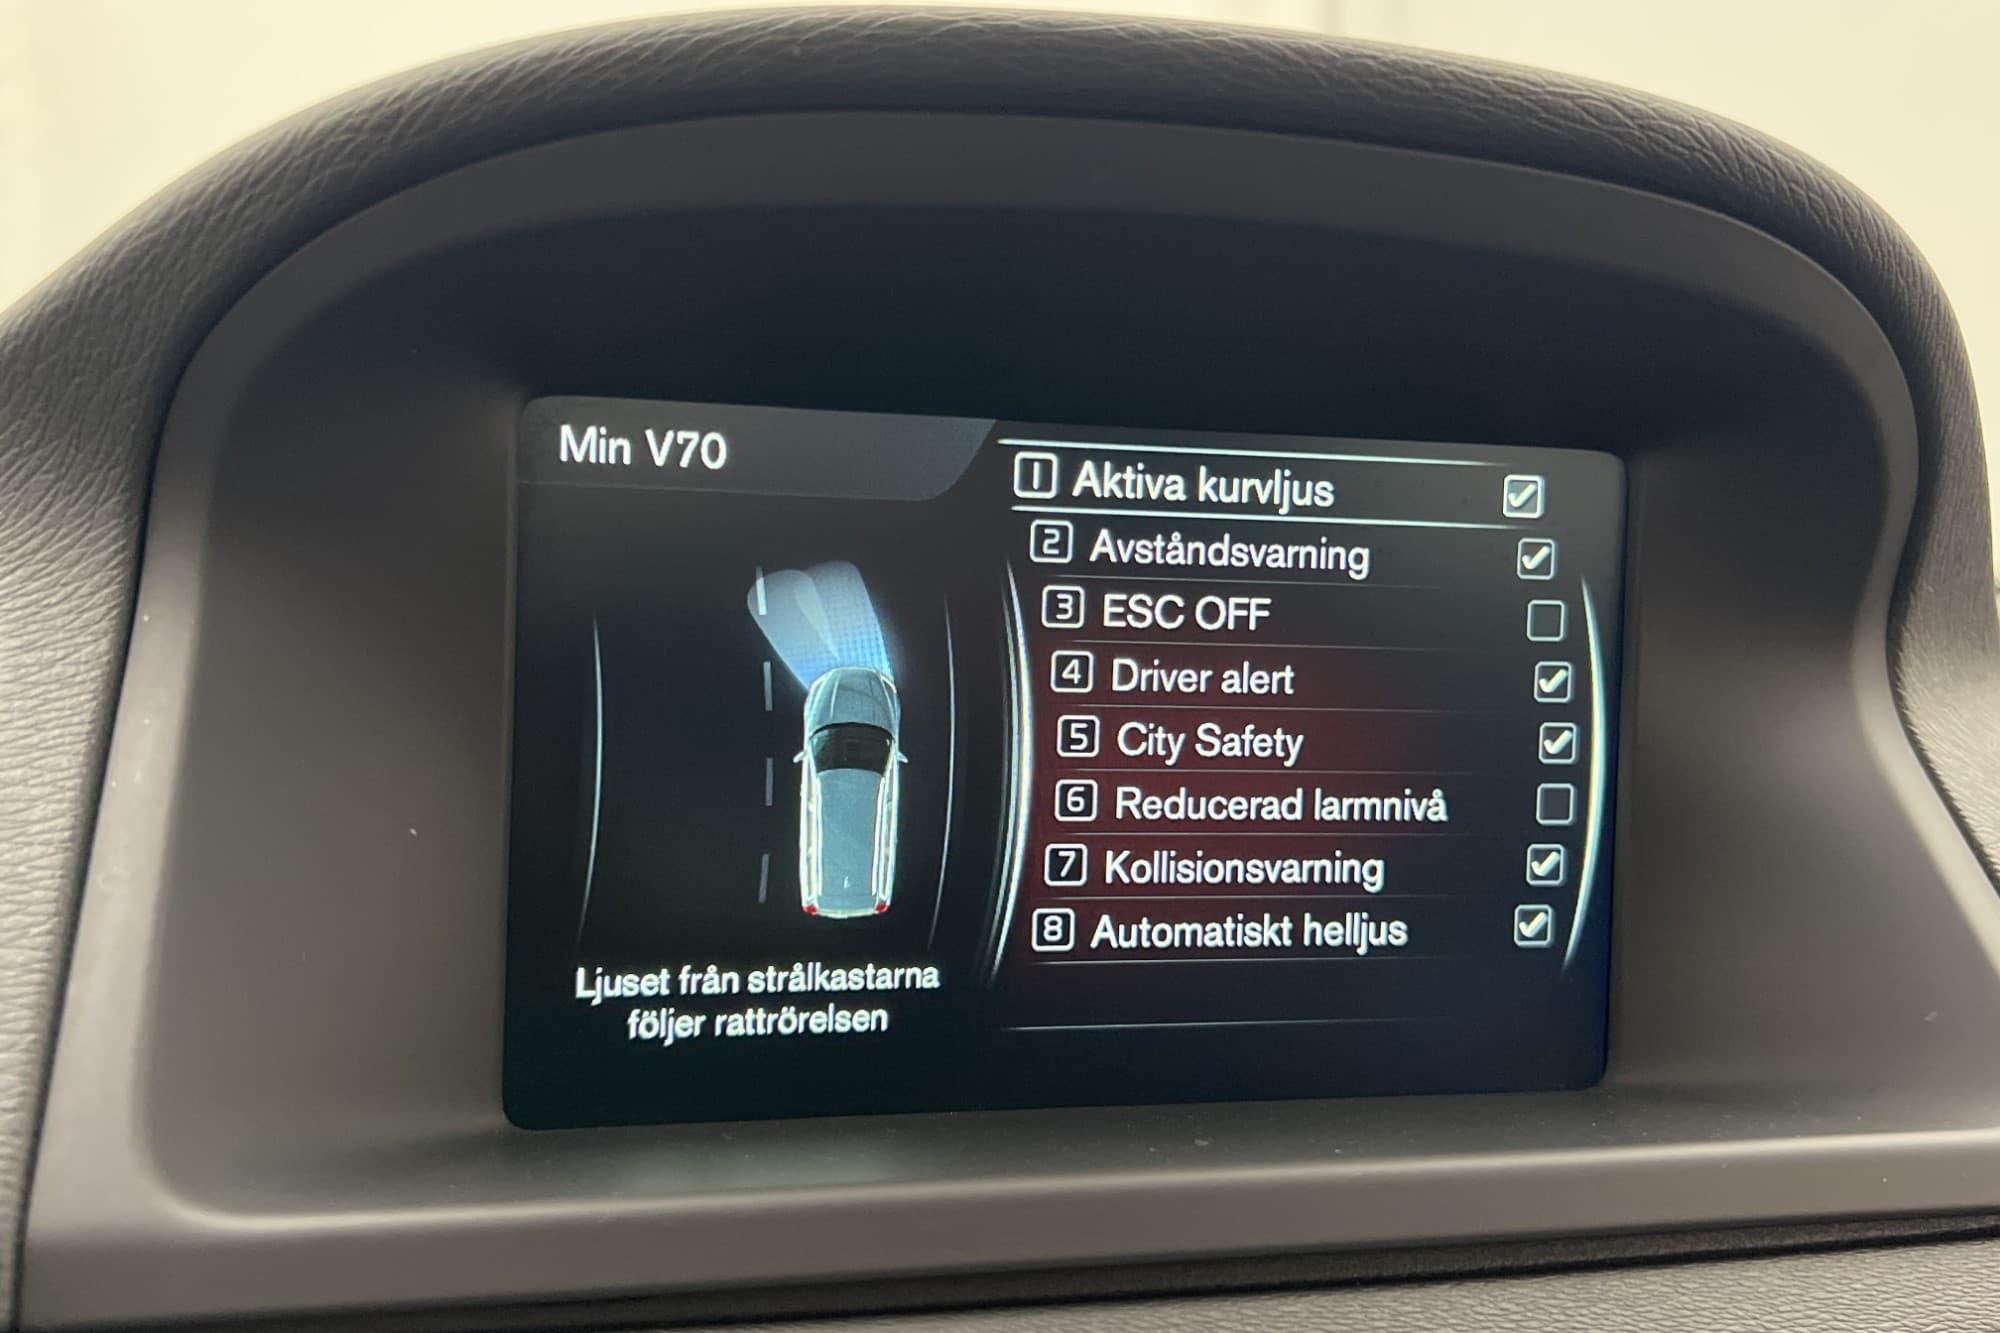 Min V70
1 Aktiva kurvljus
2 Avståndsvarning
3 ESC OFF
4 Driver alert
5 City Safety
6 Reducerad larmnivå
7 Kollisionsvarning
8 Automatiskt helljus
Ljuset från strålkastarna
följer rattrörelsen